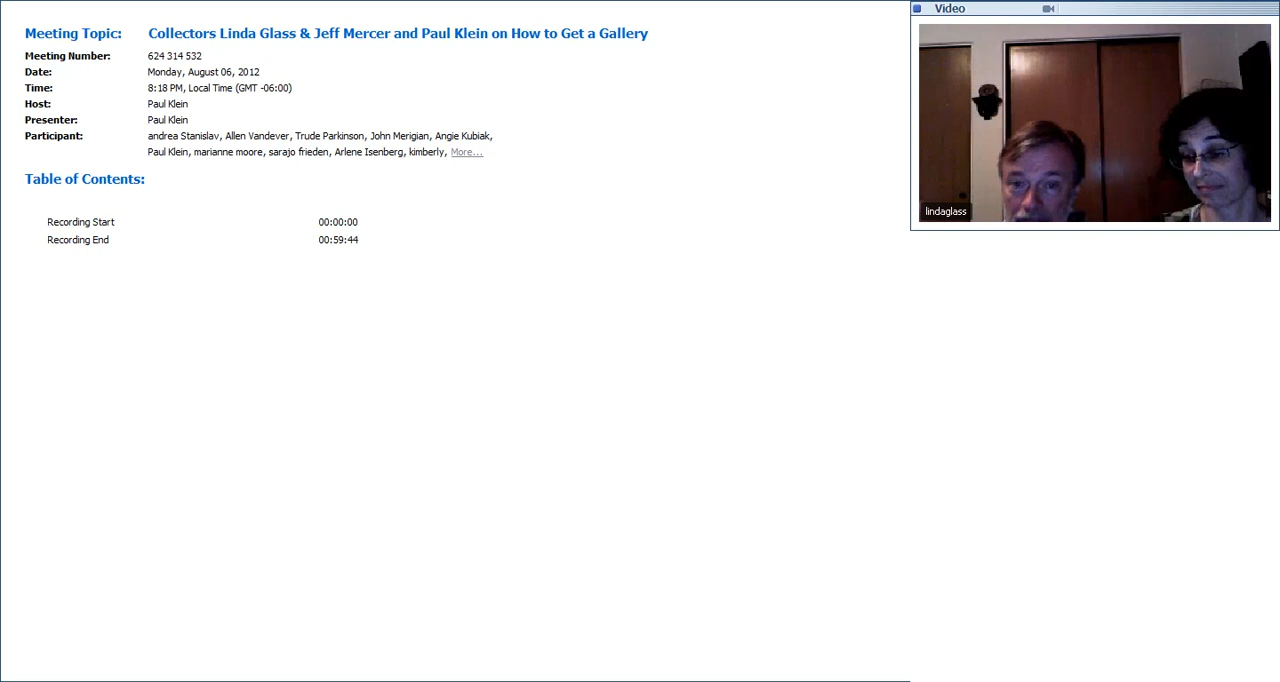 Meeting Topic: Collectors Linda Glass & Jeff Mercer and Paul Klein on How to Get a Gallery
Meeting Number: 624 314 532
Date: Monday, August 06, 2012
Time: 8:18 PM, Local Time (GMT -06:00)
Host: Paul Klein
Presenter: Paul Klein
Participant: andrea Stanislav, Allen Vandever, Trude Parkinson, John Merigian, Angie Kubiak,
Paul Klein, marianne moore, sarajo frieden, Arlene Isenberg, kimberly, More...
Table of Contents:
Recording Start 00:00:00
Recording End 00:59:44
Video
lindaglass